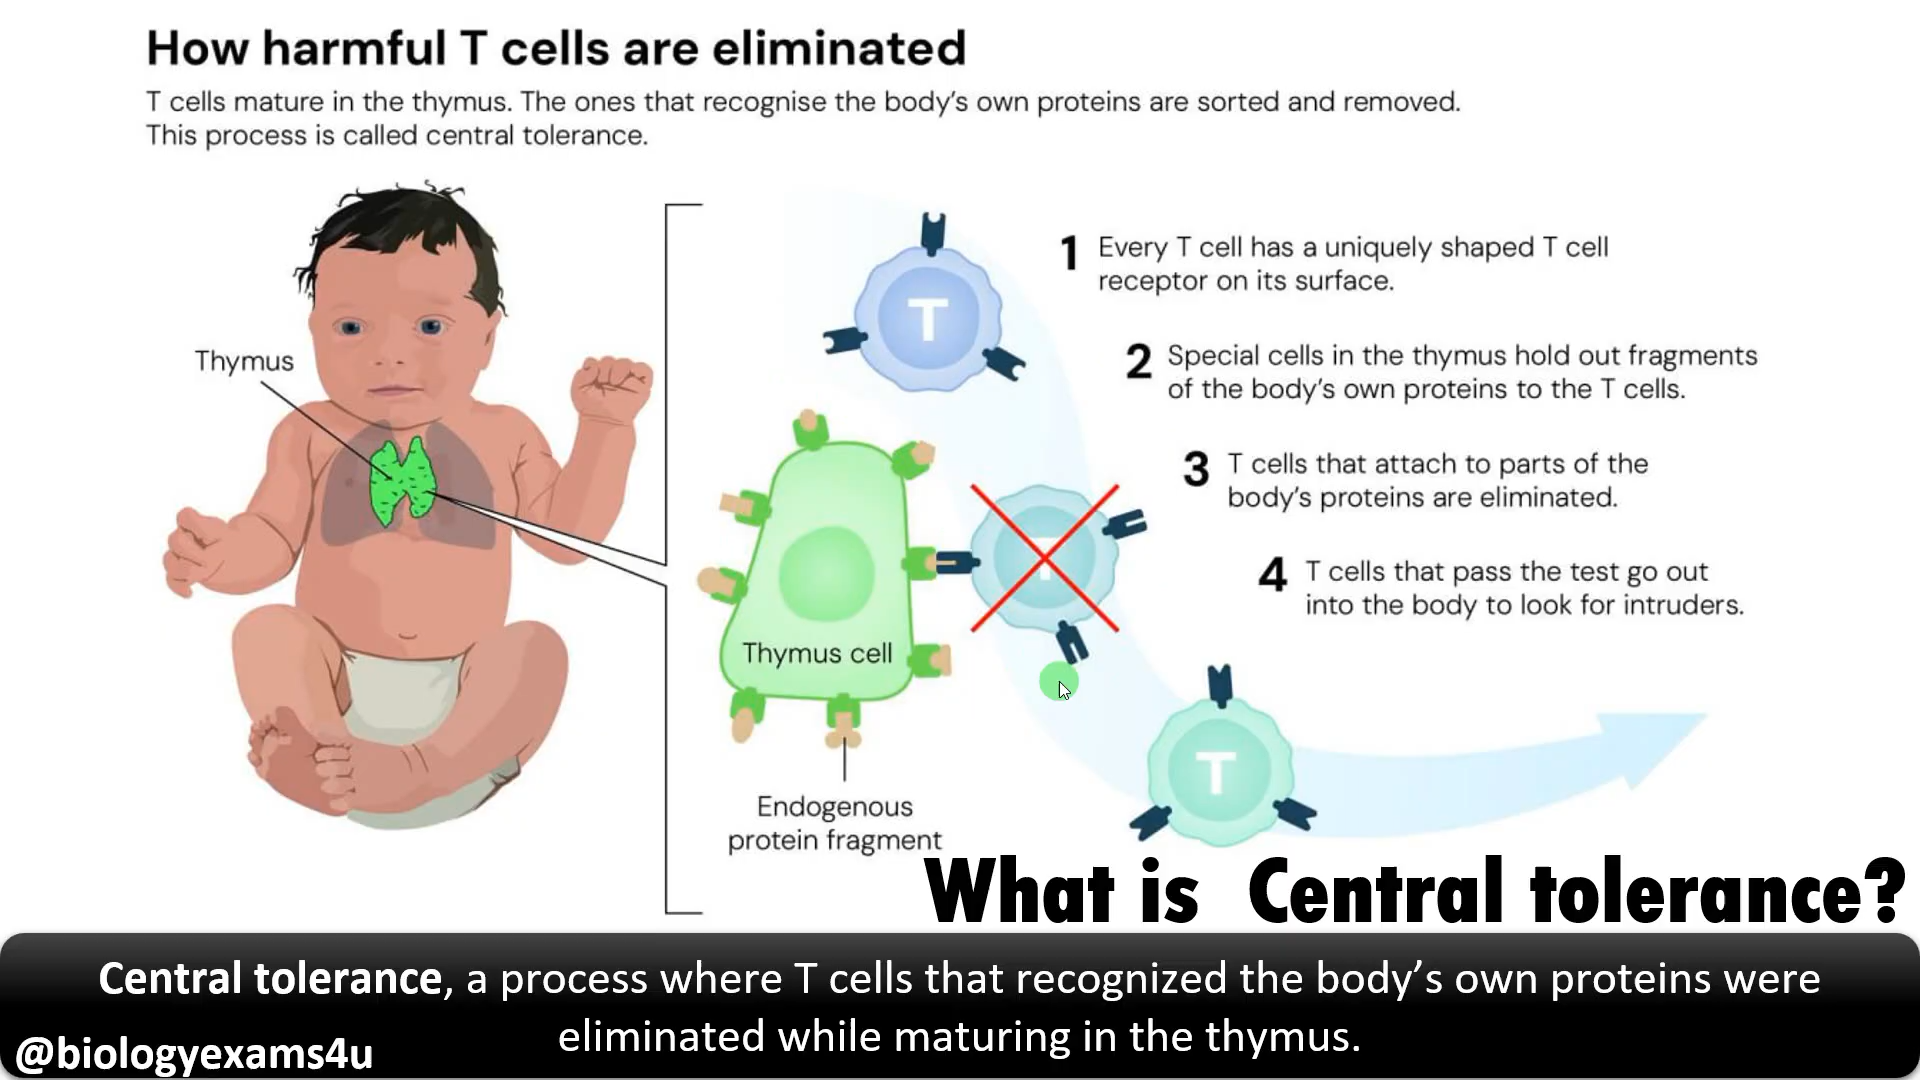 How harmful T cells are eliminated
T cells mature in the thymus. The ones that recognise the body’s own proteins are sorted and removed.
This process is called central tolerance.
Thymus
T
1 Every T cell has a uniquely shaped T cell
receptor on its surface.
2 Special cells in the thymus hold out fragments
of the body’s own proteins to the T cells.
3 T cells that attach to parts of the
body’s proteins are eliminated.
4 T cells that pass the test go out
into the body to look for intruders.
T
Thymus cell
T
Endogenous
protein fragment
What is Central tolerance?
Central tolerance, a process where T cells that recognized the body’s own proteins were
eliminated while maturing in the thymus.
@biologyexams4u